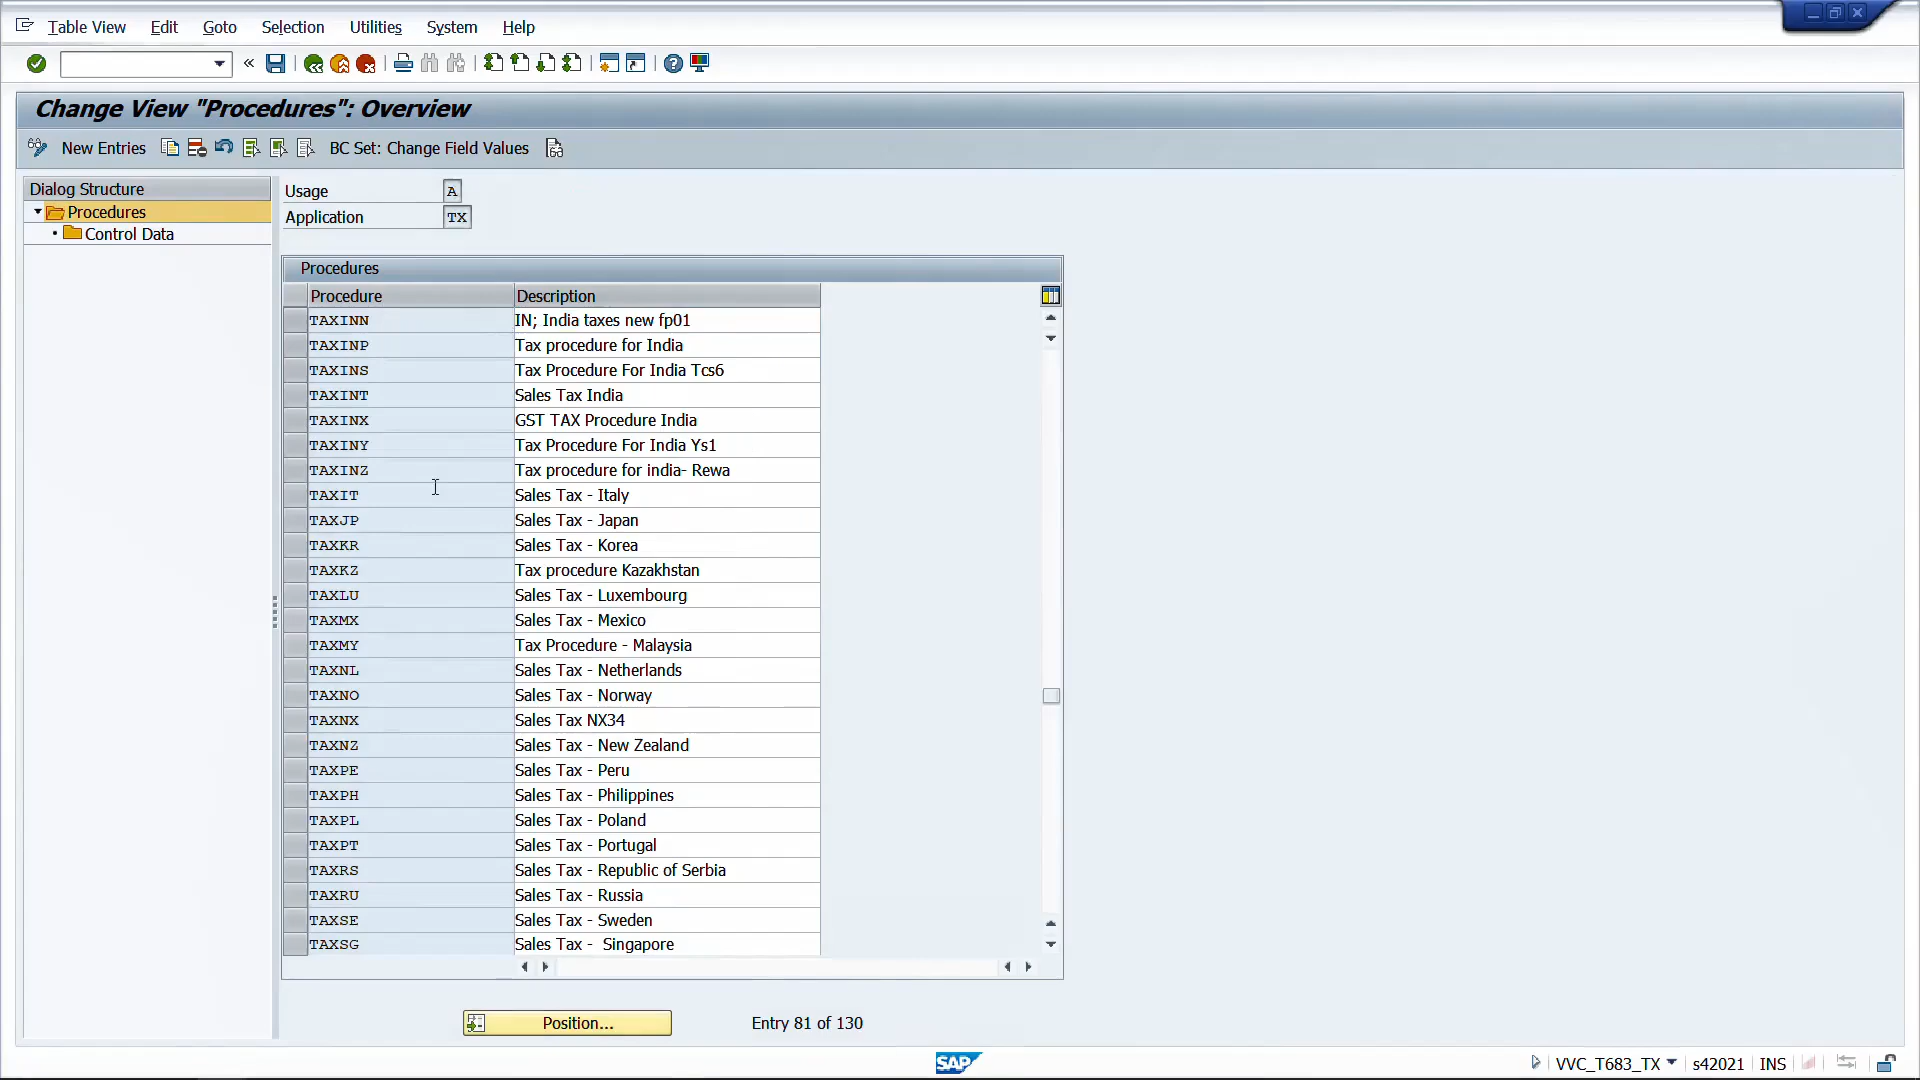 Table View Edit Goto Selection Utilities System Help
Change View "Procedures": Overview
New Entries BC Set: Change Field Values
Dialog Structure
Procedures
Control Data
Usage A
Application TX
Procedures
Procedure Description
TAXINN IN; India taxes new fp01
TAXINP Tax procedure for India
TAXINS Tax Procedure For India Tcs6
TAXINT Sales Tax India
TAXINX GST TAX Procedure India
TAXINY Tax Procedure For India Ys1
TAXINZ Tax procedure for india- Rewa
TAXIT Sales Tax - Italy
TAXJP Sales Tax - Japan
TAXKR Sales Tax - Korea
TAXKZ Tax procedure Kazakhstan
TAXLU Sales Tax - Luxembourg
TAXMX Sales Tax - Mexico
TAXMY Tax Procedure - Malaysia
TAXNL Sales Tax - Netherlands
TAXNO Sales Tax - Norway
TAXNX Sales Tax NX34
TAXNZ Sales Tax - New Zealand
TAXPE Sales Tax - Peru
TAXPH Sales Tax - Philippines
TAXPL Sales Tax - Poland
TAXPT Sales Tax - Portugal
TAXRS Sales Tax - Republic of Serbia
TAXRU Sales Tax - Russia
TAXSE Sales Tax - Sweden
TAXSG Sales Tax -  Singapore
Position... Entry 81 of 130
SAP VVC_T683_TX s42021 INS